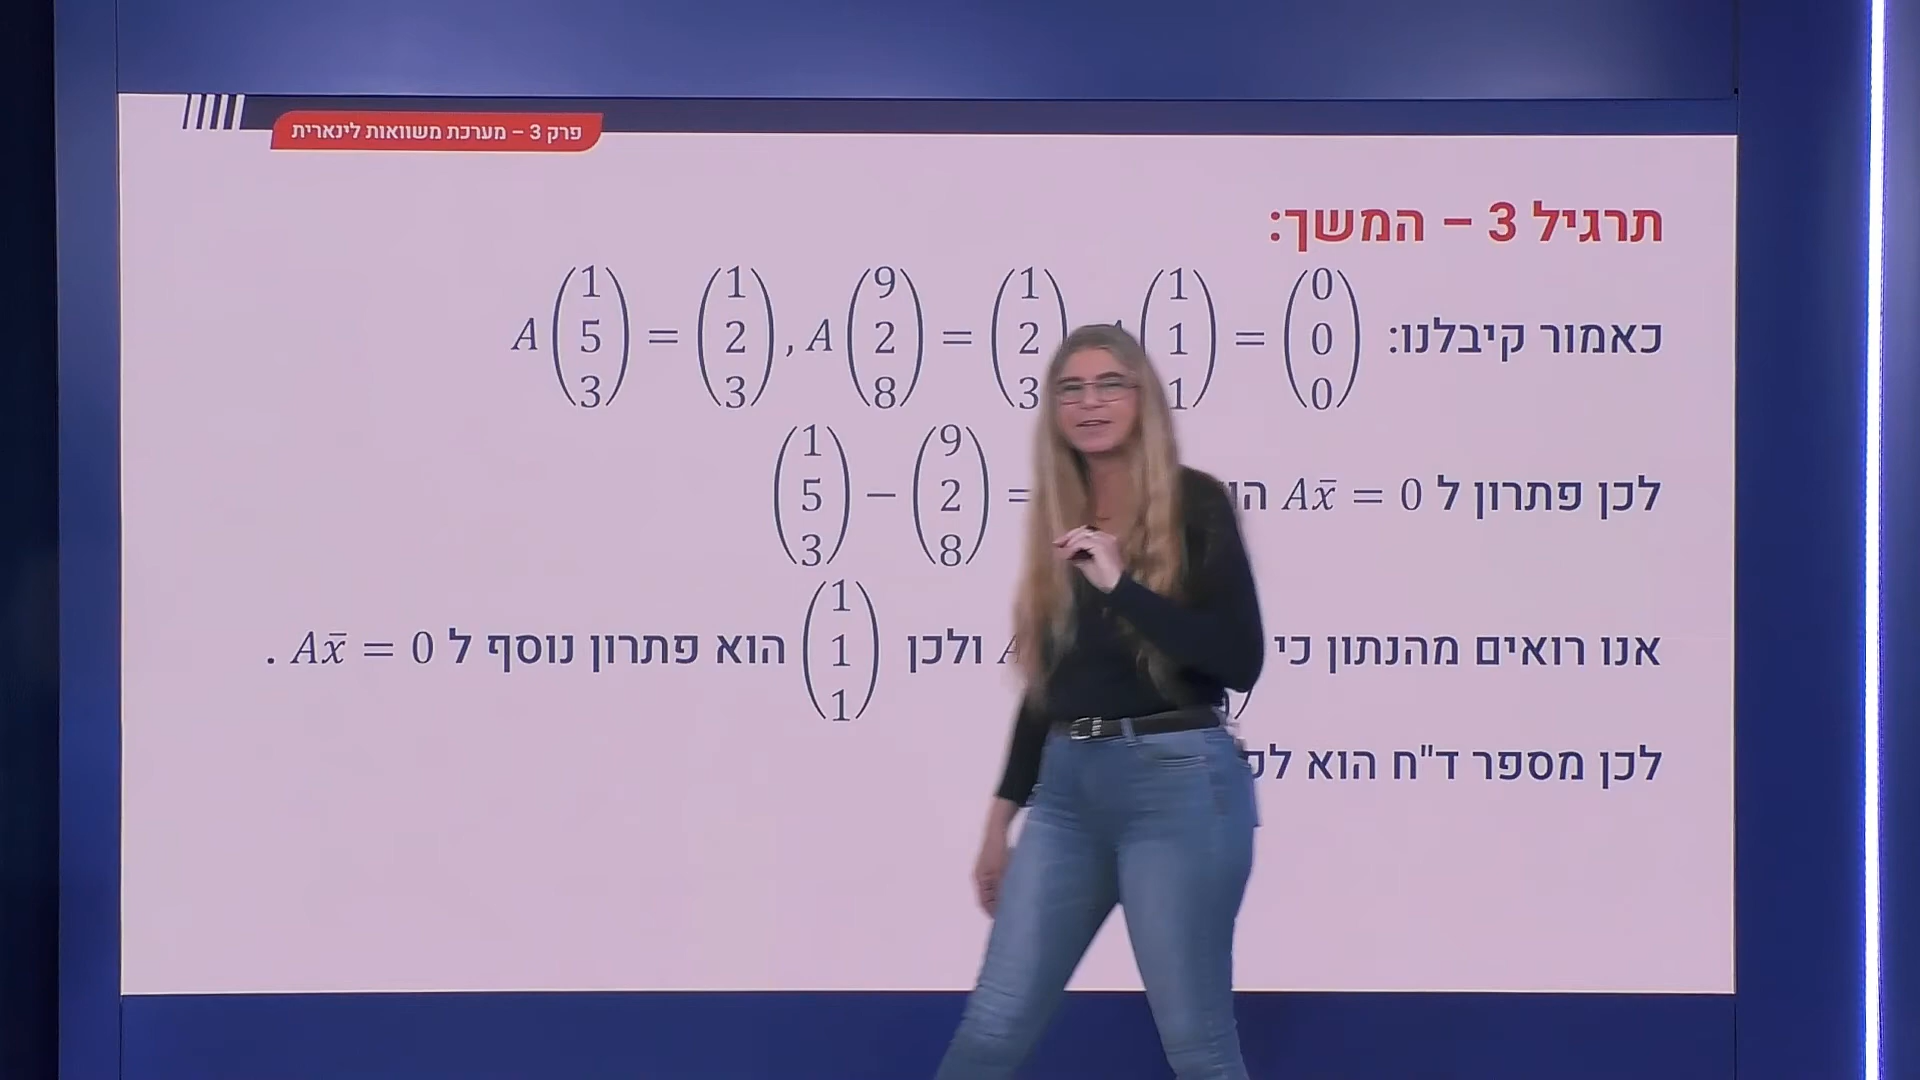 פרק 3 – מערכת משוואות לינארית
תרגיל 3 – המשך:
כאמור קיבלנו: A(1 5 3) = (1 2 3), A(9 2 8) = (1 2 3) (1 1 1) = (0 0 0)
לכן פתרון ל Ax̄ = 0 (1 5 3) − (9 2 8) =
אנו רואים מהנתון כי ולכן (1 1 1) הוא פתרון נוסף ל Ax̄ = 0 .
לכן מספר ד"ח הוא